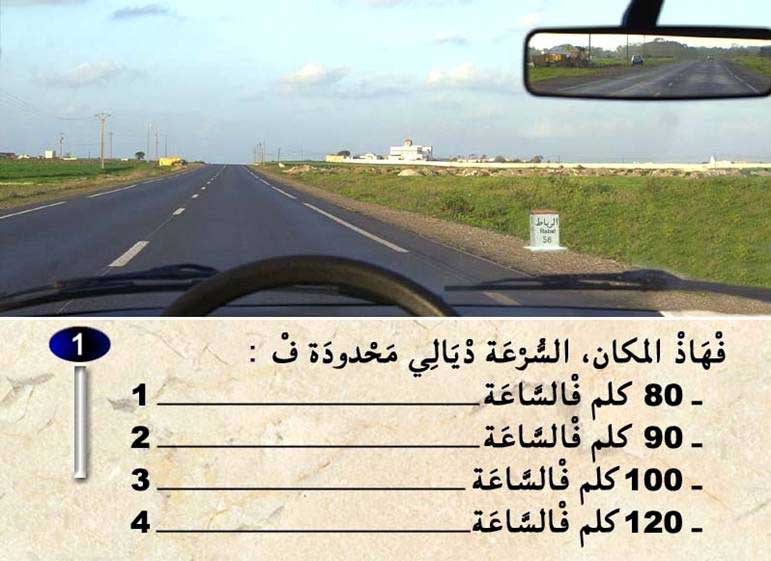 الرباط
Rabat
56
1
فْهَاذْ المكان، السُّرْعَة دْيَالِي مَحْدودَة فْ :
ـ 80 كلم فْالسَّاعَة 1
ـ 90 كلم فْالسَّاعَة 2
ـ 100 كلم فْالسَّاعَة 3
ـ 120 كلم فْالسَّاعَة 4